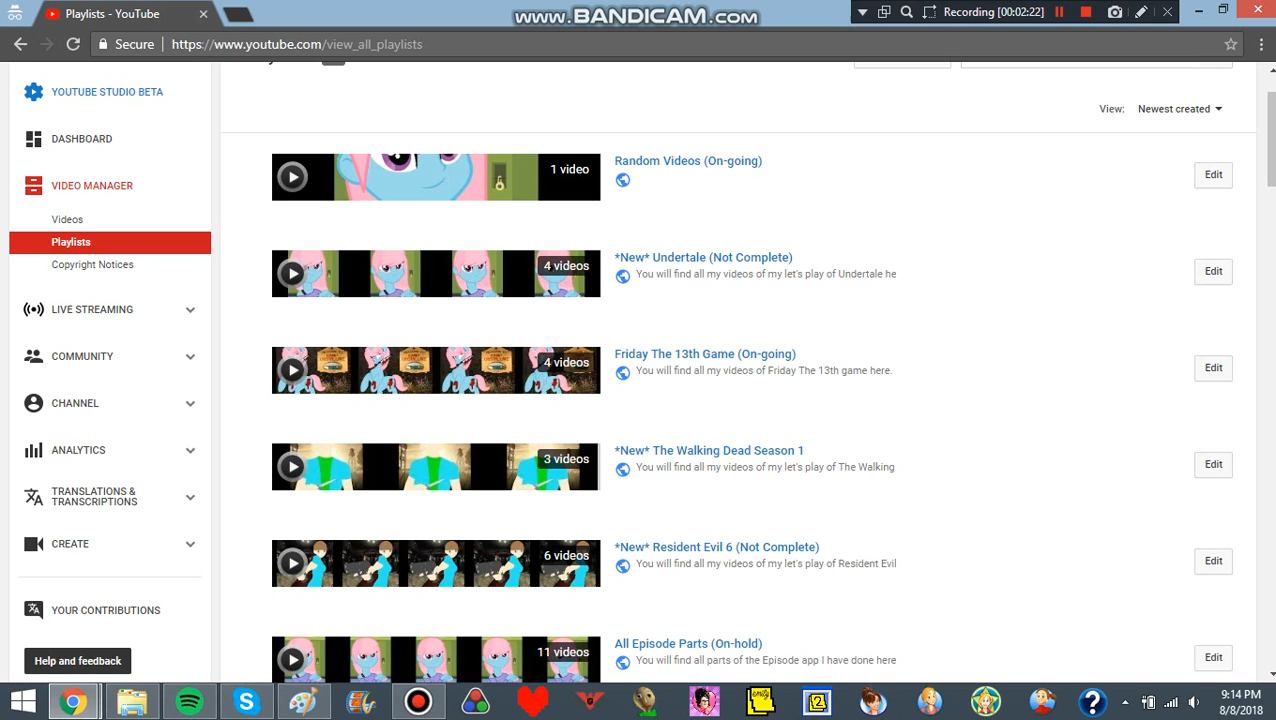 Playlists - YouTube
www.BANDICAM.com
Recording [00:02:22]
Secure
https://www.youtube.com/view_all_playlists
YOUTUBE STUDIO BETA
DASHBOARD
VIDEO MANAGER
Videos
Playlists
Copyright Notices
LIVE STREAMING
COMMUNITY
CHANNEL
ANALYTICS
TRANSLATIONS &
TRANSCRIPTIONS
CREATE
YOUR CONTRIBUTIONS
Help and feedback
View: Newest created
1 video
Random Videos (On-going)
Edit
4 videos
*New* Undertale (Not Complete)
You will find all my videos of my let's play of Undertale he
Edit
4 videos
Friday The 13th Game (On-going)
You will find all my videos of Friday The 13th game here.
Edit
3 videos
*New* The Walking Dead Season 1
You will find all my videos of my let's play of The Walking
Edit
6 videos
*New* Resident Evil 6 (Not Complete)
You will find all my videos of my let's play of Resident Evil
Edit
11 videos
All Episode Parts (On-hold)
You will find all parts of the Episode app I have done here
Edit
9:14 PM
8/8/2018